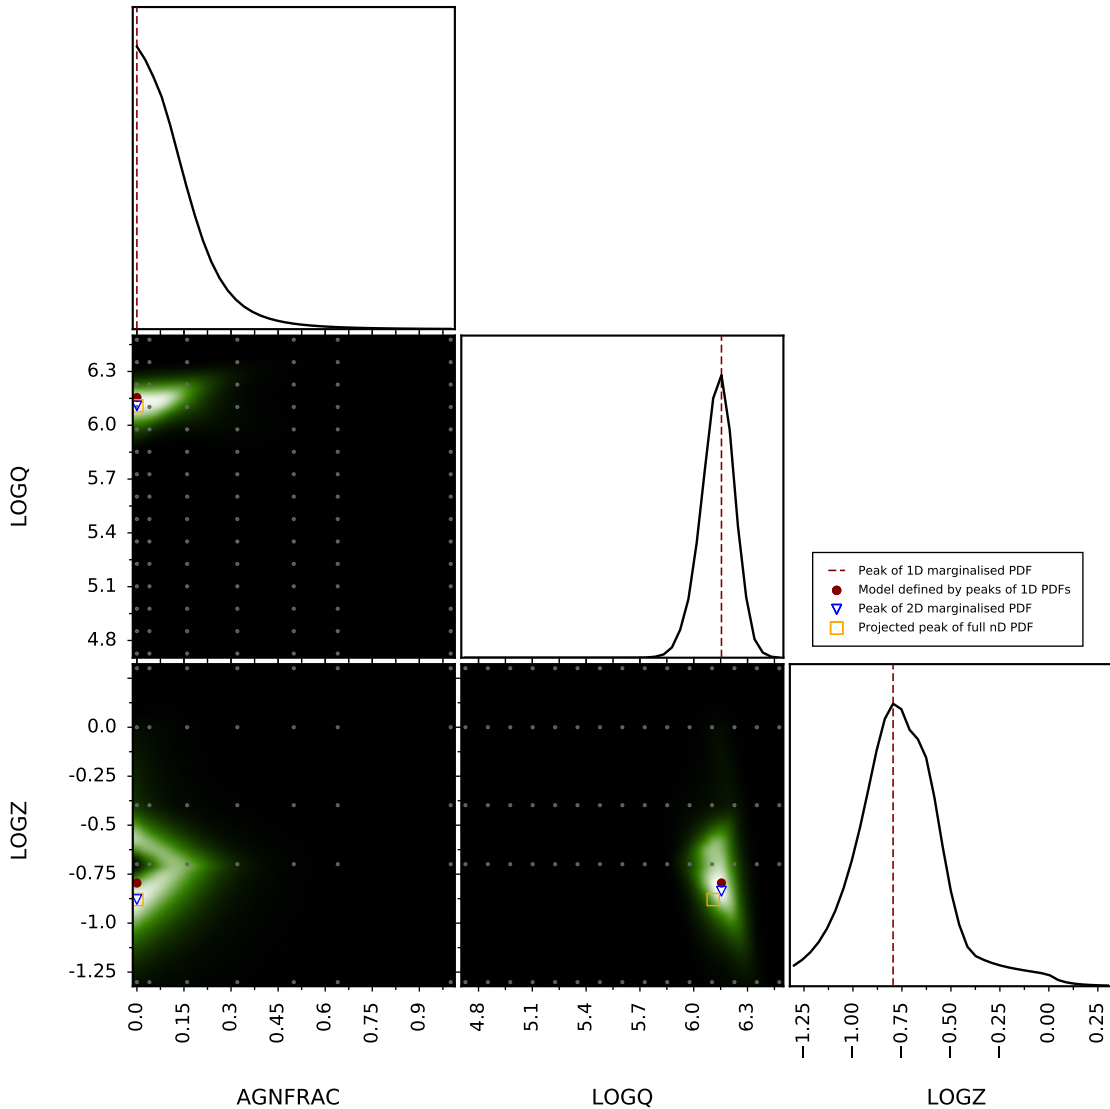 LOGQ
6.3
6.0
5.7
5.4
5.1
4.8
Peak of 1D marginalised PDF
Model defined by peaks of 1D PDFs
Peak of 2D marginalised PDF
Projected peak of full nD PDF
LOGZ
0.0
-0.25
-0.5
-0.75
-1.0
-1.25
0.0 0.15 0.3 0.45 0.6 0.75 0.9
4.8 5.1 5.4 5.7 6.0 6.3
−1.25 −1.00 −0.75 −0.50 −0.25 0.00 0.25
AGNFRAC LOGQ LOGZ